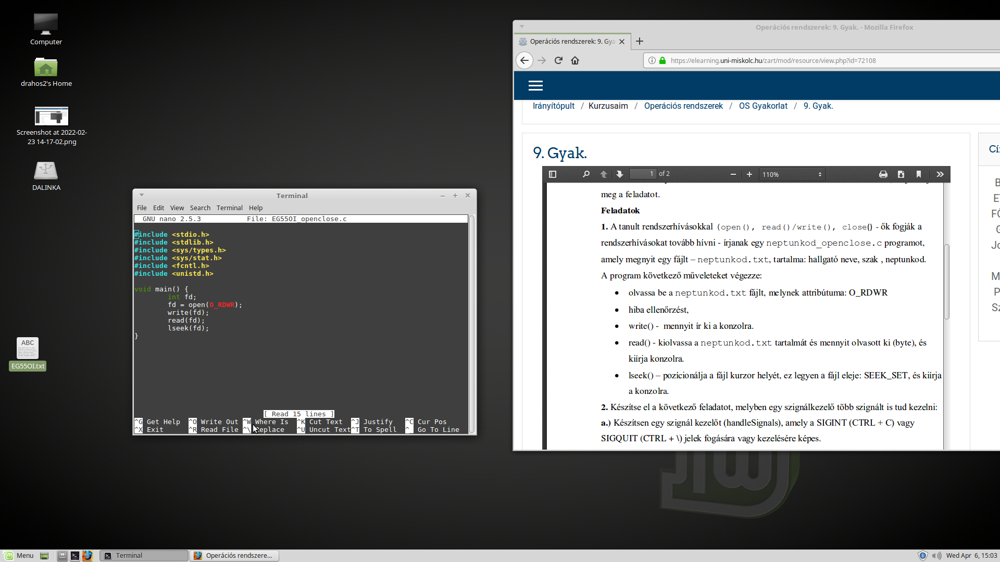 Computer
drahos2's Home
Screenshot at 2022-02-
23 14-17-02.png
DALINKA
ABC
EG55OI.txt
Terminal
File Edit View Search Terminal Help
GNU nano 2.5.3 File: EG55OI_openclose.c
#include <stdio.h>
#include <stdlib.h>
#include <sys/types.h>
#include <sys/stat.h>
#include <fcntl.h>
#include <unistd.h>
void main() {
int fd;
fd = open(O_RDWR);
write(fd);
read(fd);
lseek(fd);
}
[ Read 15 lines ]
^G Get Help ^O Write Out ^W Where Is ^K Cut Text ^J Justify ^C Cur Pos
^X Exit ^R Read File ^\ Replace ^U Uncut Text ^T To Spell ^_ Go To Line
Operációs rendszerek: 9. Gyak. - Mozilla Firefox
Operációs rendszerek: 9. Gya
https://elearning.uni-miskolc.hu/zart/mod/resource/view.php?id=72108
Irányítópult / Kurzusaim / Operációs rendszerek / OS Gyakorlat / 9. Gyak.
9. Gyak.
1 of 2 110%
meg a feladatot.
Feladatok
1. A tanult rendszerhívásokkal (open(), read()/write(), close() - ők fogják a
rendszerhívásokat tovább hívni - írjanak egy neptunkod_openclose.c programot,
amely megnyit egy fájlt – neptunkod.txt, tartalma: hallgató neve, szak , neptunkod.
A program következő műveleteket végezze:
• olvassa be a neptunkod.txt fájlt, melynek attribútuma: O_RDWR
• hiba ellenőrzést,
• write() - mennyit ír ki a konzolra.
• read() - kiolvassa a neptunkod.txt tartalmát és mennyit olvasott ki (byte), és
kiírja konzolra.
• lseek() – pozícionálja a fájl kurzor helyét, ez legyen a fájl eleje: SEEK_SET, és kiírja
a konzolra.
2. Készítse el a következő feladatot, melyben egy szignálkezelő több szignált is tud kezelni:
a.) Készítsen egy szignál kezelőt (handleSignals), amely a SIGINT (CTRL + C) vagy
SIGQUIT (CTRL + \) jelek fogására vagy kezelésére képes.
Menu
Terminal
Operációs rendszere...
Wed Apr 6, 15:03